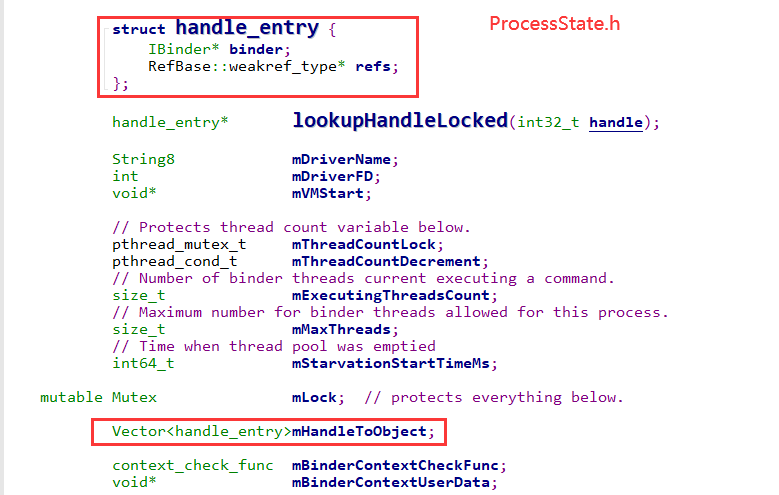 ProcessState.h
struct handle_entry {
IBinder* binder;
RefBase::weakref_type* refs;
};
handle_entry* lookupHandleLocked(int32_t handle);
String8 mDriverName;
int mDriverFD;
void* mVMStart;
// Protects thread count variable below.
pthread_mutex_t mThreadCountLock;
pthread_cond_t mThreadCountDecrement;
// Number of binder threads current executing a command.
size_t mExecutingThreadsCount;
// Maximum number for binder threads allowed for this process.
size_t mMaxThreads;
// Time when thread pool was emptied
int64_t mStarvationStartTimeMs;
mutable Mutex mLock; // protects everything below.
Vector<handle_entry>mHandleToObject;
context_check_func mBinderContextCheckFunc;
void* mBinderContextUserData;